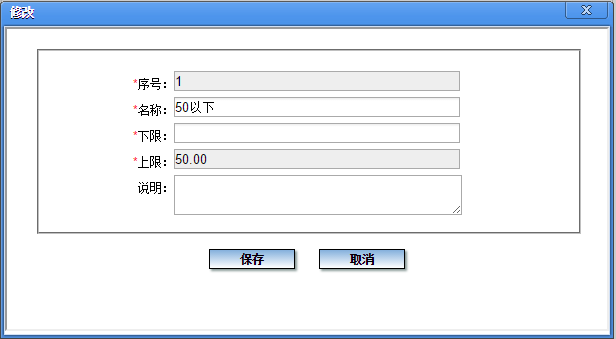 修改
*序号： 1
*名称： 50以下
*下限：
*上限： 50.00
说明：
保存 取消